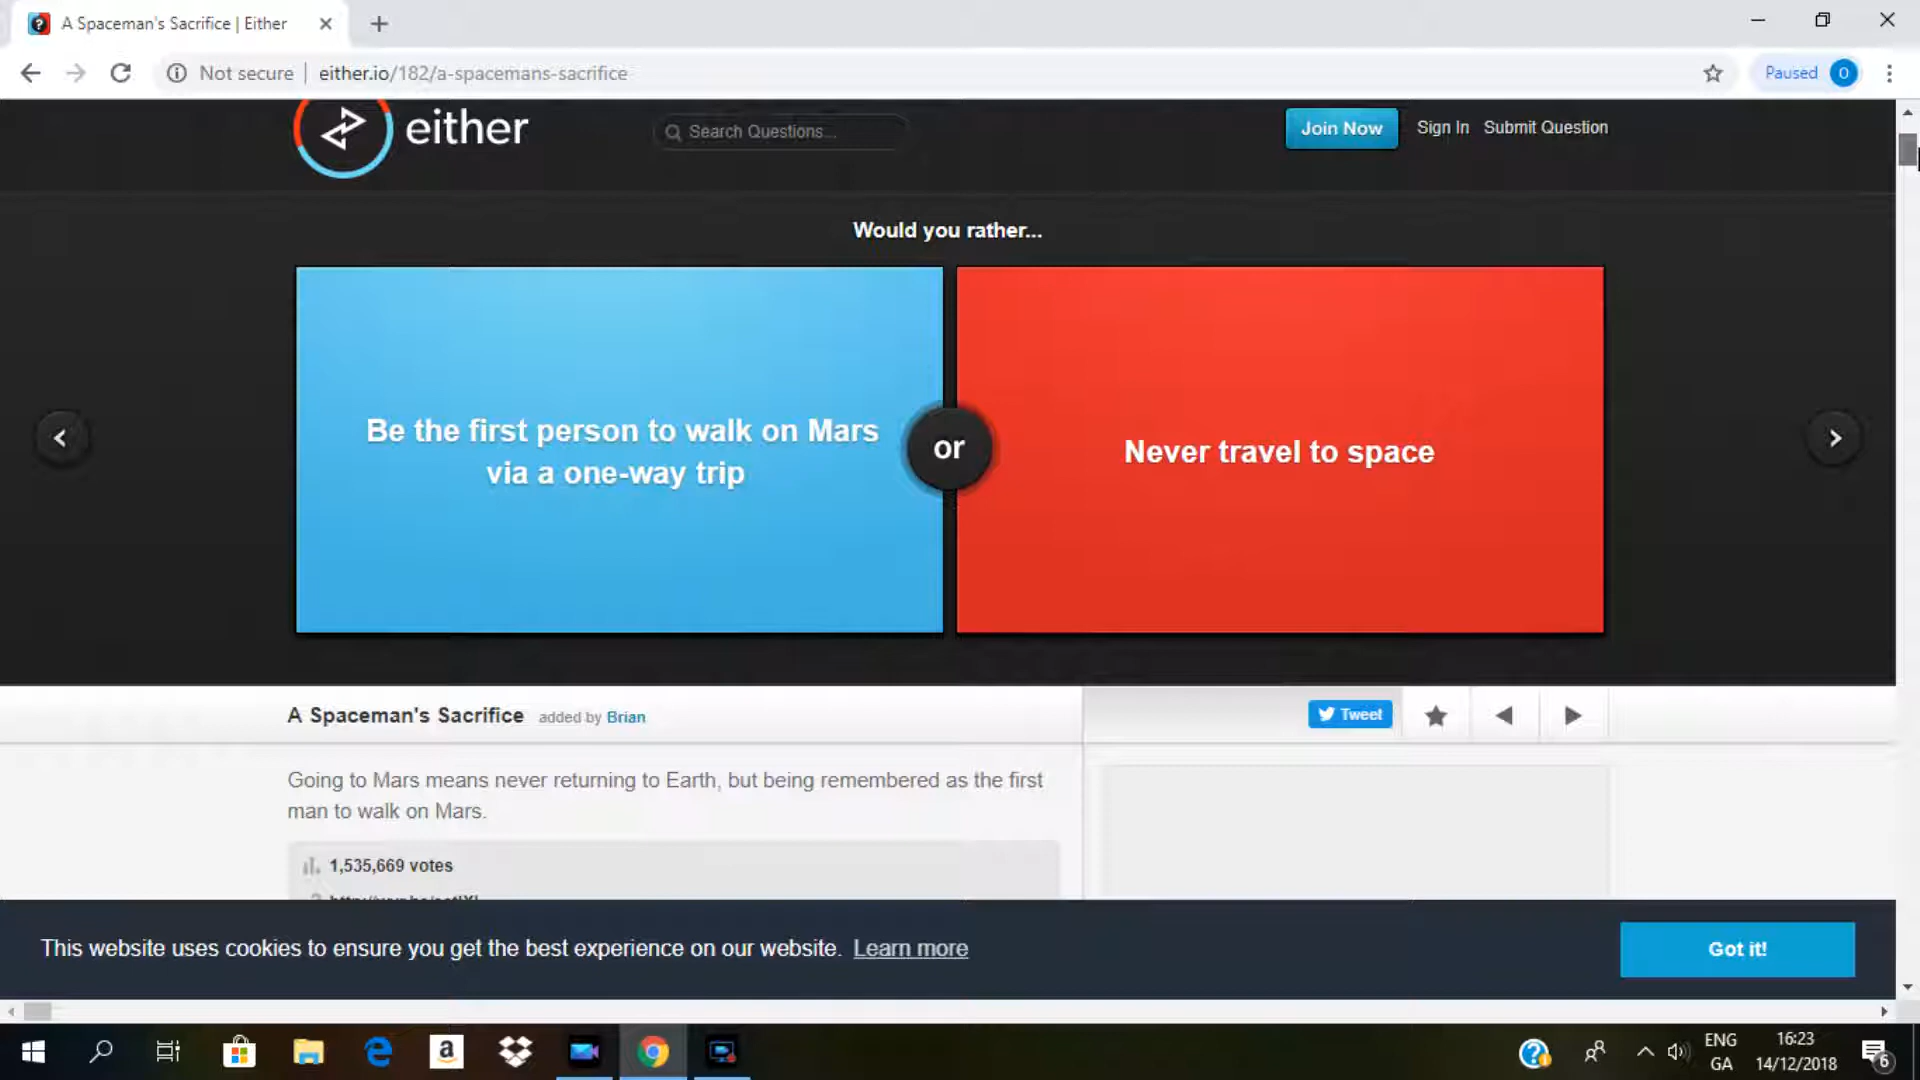 A Spaceman's Sacrifice | Either
Not secure
either.io/182/a-spacemans-sacrifice
Paused
O
either
Search Questions...
Join Now
Sign In
Submit Question
Would you rather...
Be the first person to walk on Mars
via a one-way trip
or
Never travel to space
A Spaceman's Sacrifice added by Brian
Tweet
Going to Mars means never returning to Earth, but being remembered as the first
man to walk on Mars.
1,535,669 votes
This website uses cookies to ensure you get the best experience on our website. Learn more
Got it!
ENG
GA
16:23
14/12/2018
6